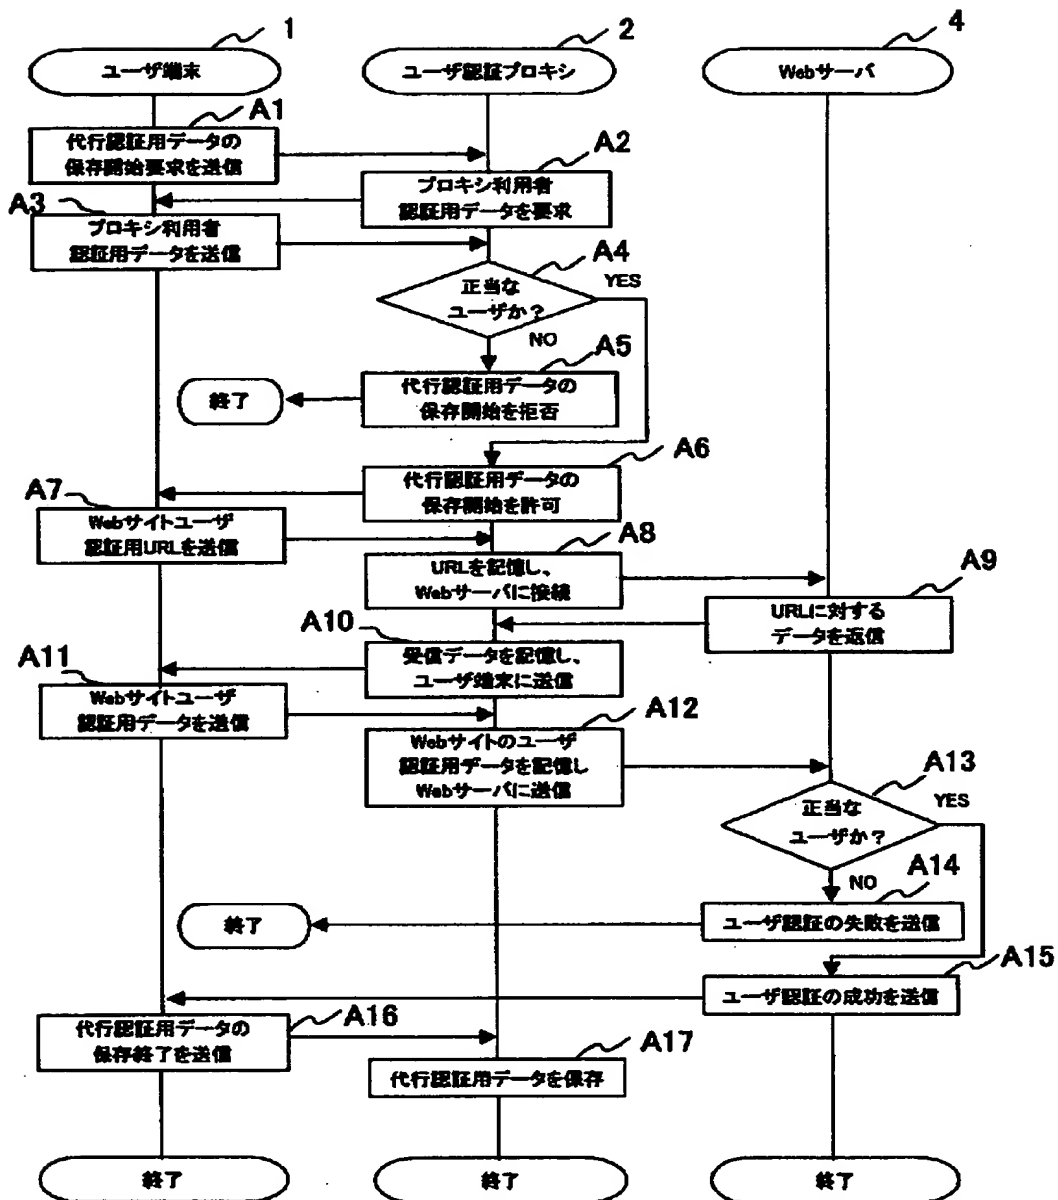 1
2
4
ユーザ端末
ユーザ認証プロキシ
Webサーバ
A1
代行認証用データの
保存開始要求を送信
A2
プロキシ利用者
認証用データを要求
A3
プロキシ利用者
認証用データを送信
A4
正当な
ユーザか?
YES
NO
A5
代行認証用データの
保存開始を拒否
終了
A6
代行認証用データの
保存開始を許可
A7
Webサイトユーザ
認証用URLを送信
A8
URLを記憶し、
Webサーバに接続
A9
URLに対する
データを返信
A10
受信データを記憶し、
ユーザ端末に送信
A11
Webサイトユーザ
認証用データを送信
A12
Webサイトのユーザ
認証用データを記憶し
Webサーバに送信
A13
正当な
ユーザか?
YES
NO
A14
ユーザ認証の失敗を送信
終了
A15
ユーザ認証の成功を送信
A16
代行認証用データの
保存終了を送信
A17
代行認証用データを保存
終了
終了
終了